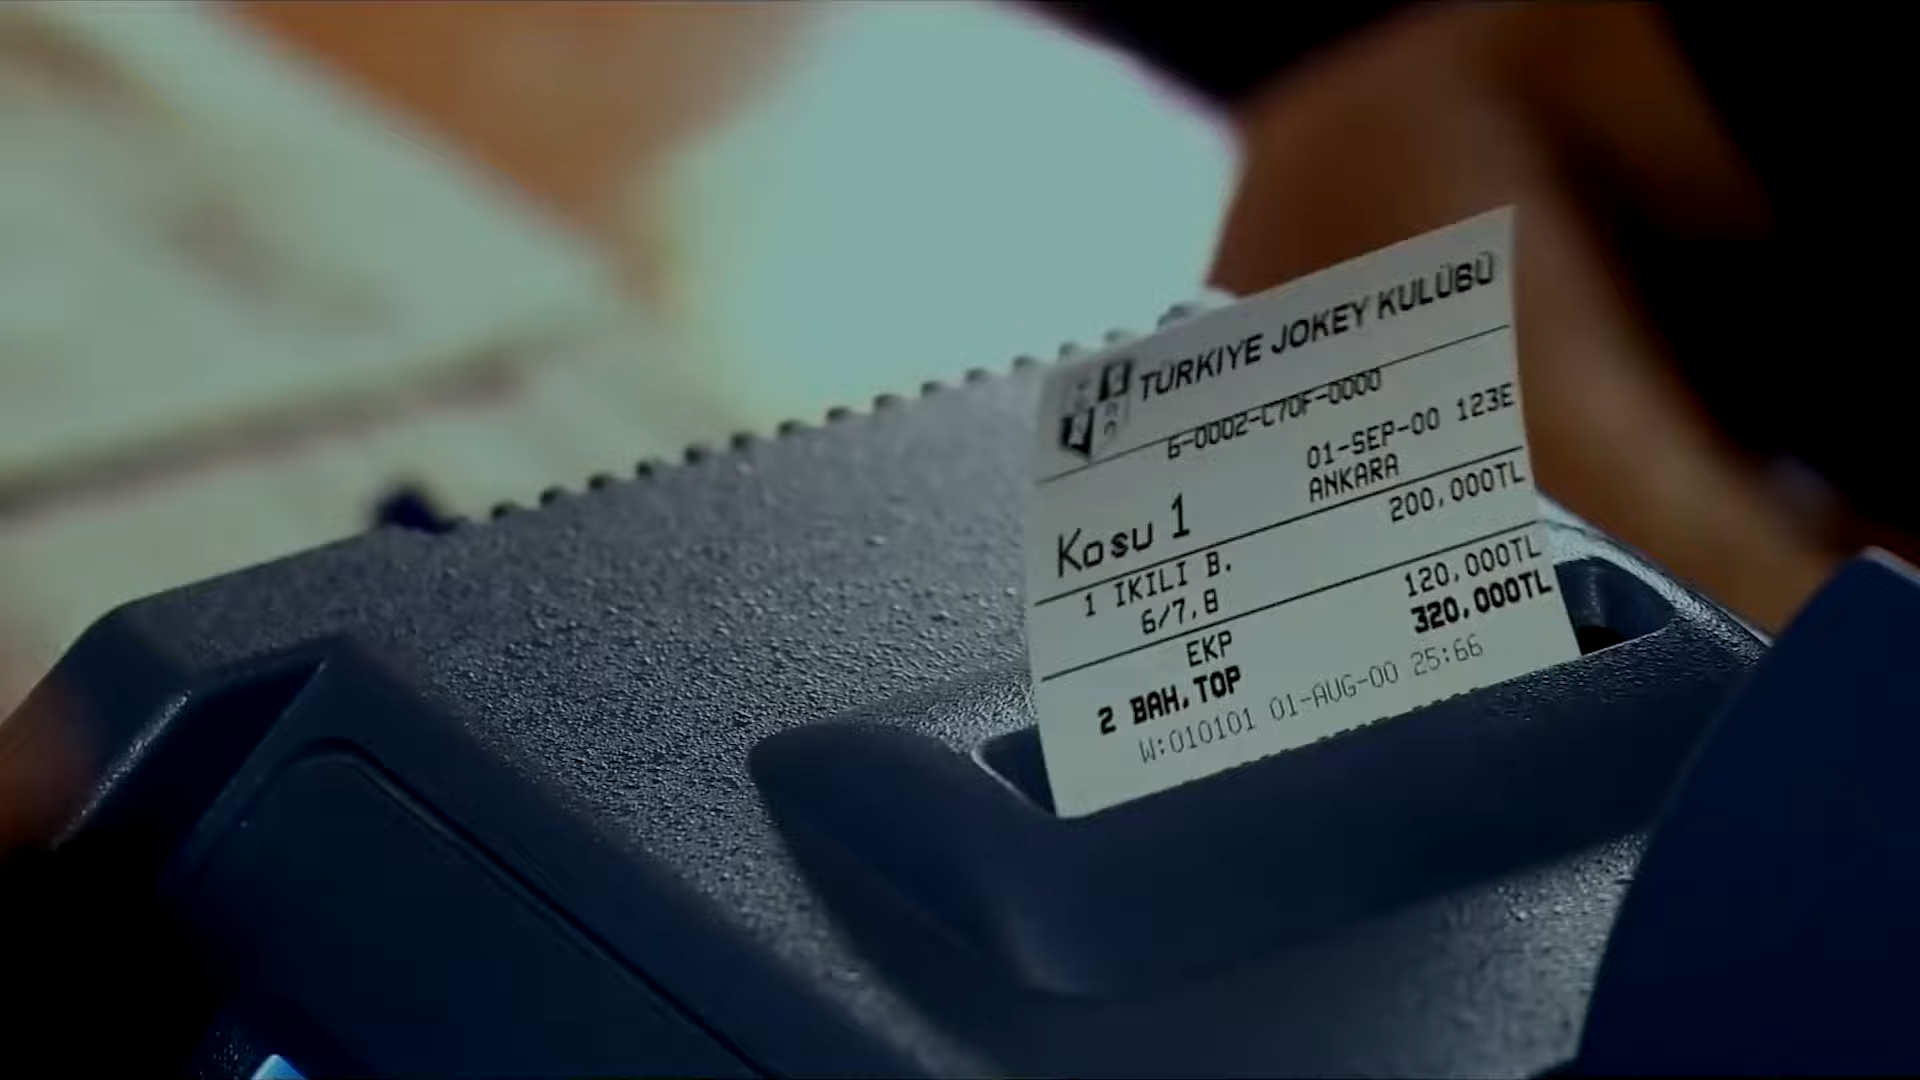 TÜRKIYE JOKEY KULÜBÜ
6-0002-C70F-0000
01-SEP-00 123E
Kosu 1 ANKARA
1 IKILI B. 200,000TL
6/7,8
EKP 120,000TL
2 BAH.TOP 320,000TL
W:010101 01-AUG-00 25:66